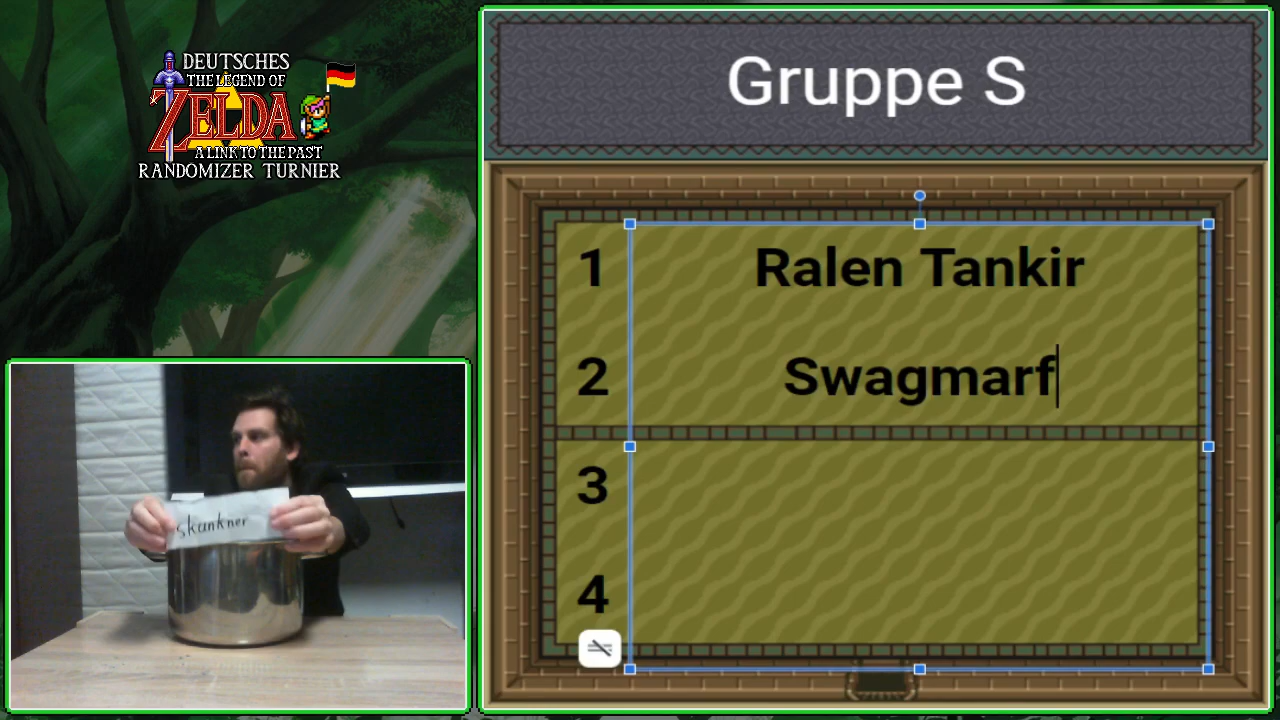 DEUTSCHES
THE LEGEND OF
ZELDA
A LINK TO THE PAST
RANDOMIZER TURNIER
Gruppe S
1 Ralen Tankir
2 Swagmarf
3
4
skunkner